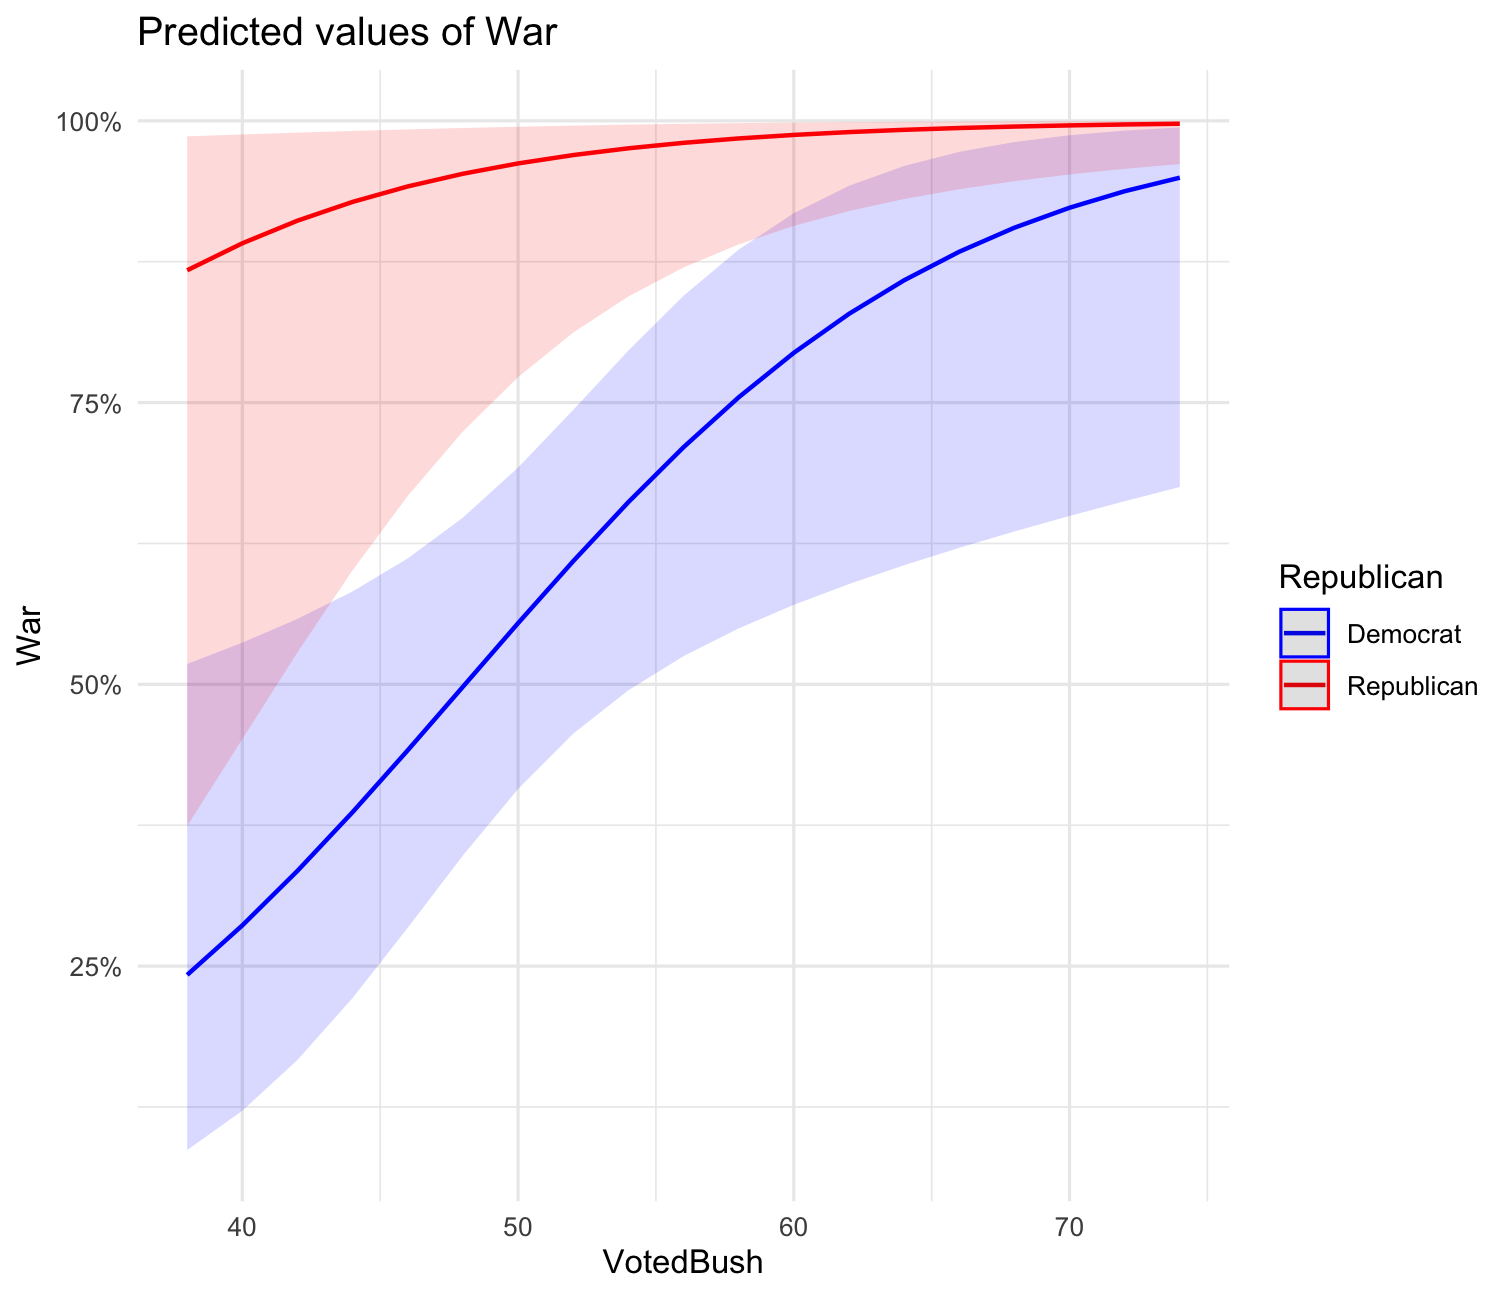 Predicted values of War
100%
75%
50%
25%
War
40 50 60 70
VotedBush
Republican
Democrat
Republican